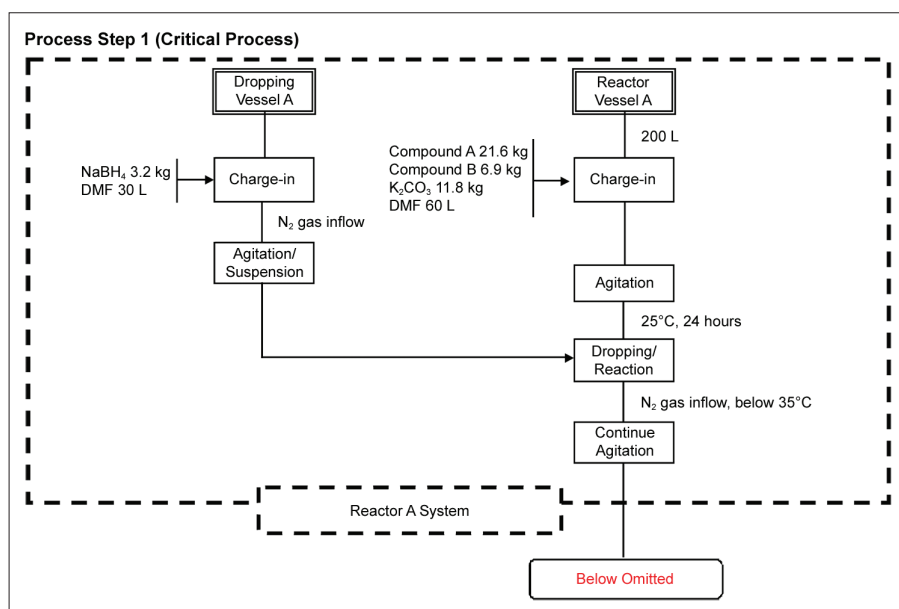 Process Step 1 (Critical Process)
Dropping
Vessel A
Reactor
Vessel A
200 L
NaBH₄ 3.2 kg
DMF 30 L
Charge-in
Compound A 21.6 kg
Compound B 6.9 kg
K₂CO₃ 11.8 kg
DMF 60 L
Charge-in
N₂ gas inflow
Agitation/
Suspension
Agitation
25°C, 24 hours
Dropping/
Reaction
N₂ gas inflow, below 35°C
Continue
Agitation
Reactor A System
Below Omitted